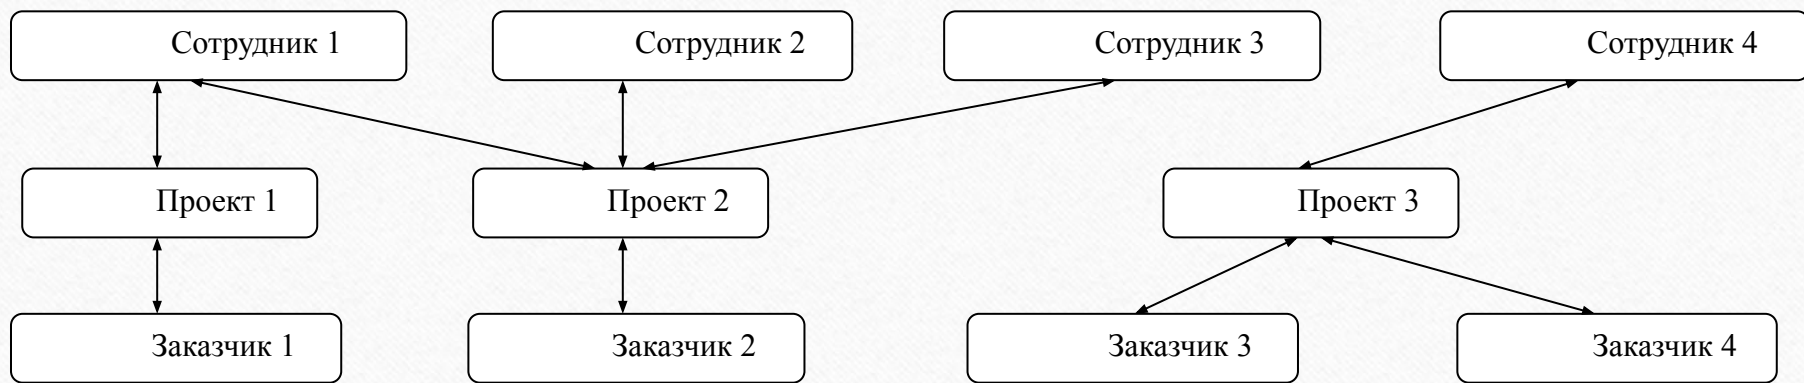 Сотрудник 1
Сотрудник 2
Сотрудник 3
Сотрудник 4
Проект 1
Проект 2
Проект 3
Заказчик 1
Заказчик 2
Заказчик 3
Заказчик 4